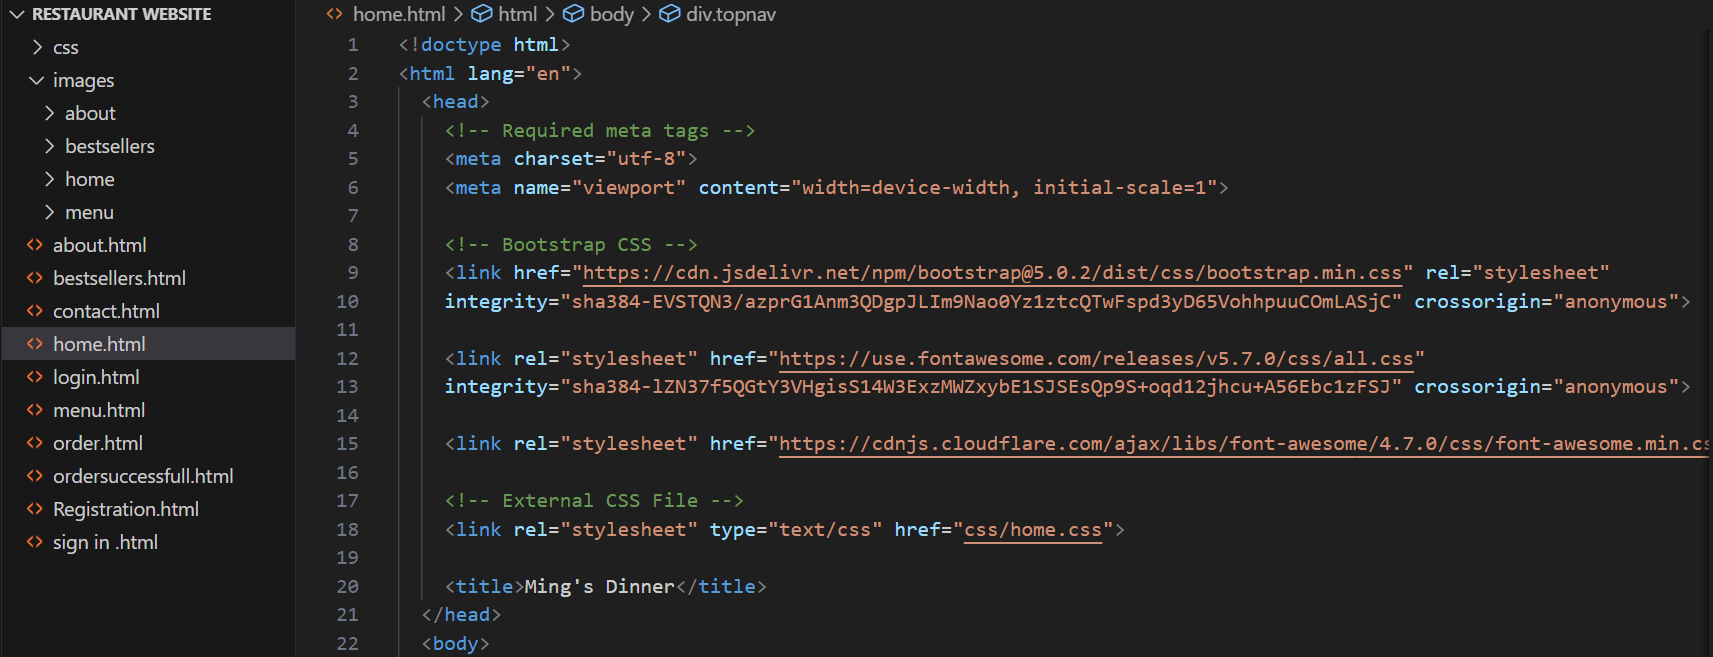 RESTAURANT WEBSITE
css
images
about
bestsellers
home
menu
about.html
bestsellers.html
contact.html
home.html
login.html
menu.html
order.html
ordersuccessfull.html
Registration.html
sign in .html
home.html > html > body > div.topnav
1 <!doctype html>
2 <html lang="en">
3 <head>
4 <!-- Required meta tags -->
5 <meta charset="utf-8">
6 <meta name="viewport" content="width=device-width, initial-scale=1">
7
8 <!-- Bootstrap CSS -->
9 <link href="https://cdn.jsdelivr.net/npm/bootstrap@5.0.2/dist/css/bootstrap.min.css" rel="stylesheet"
10 integrity="sha384-EVSTQN3/azprG1Anm3QDgpJLIm9Nao0Yz1ztcQTwFspd3yD65VohhpuuCOmLASjC" crossorigin="anonymous">
11
12 <link rel="stylesheet" href="https://use.fontawesome.com/releases/v5.7.0/css/all.css"
13 integrity="sha384-lZN37f5QGtY3VHgisS14W3ExzMWZxybE1SJSEsQp9S+oqd12jhcu+A56Ebc1zFSJ" crossorigin="anonymous">
14
15 <link rel="stylesheet" href="https://cdnjs.cloudflare.com/ajax/libs/font-awesome/4.7.0/css/font-awesome.min.cs
16
17 <!-- External CSS File -->
18 <link rel="stylesheet" type="text/css" href="css/home.css">
19
20 <title>Ming's Dinner</title>
21 </head>
22 <body>